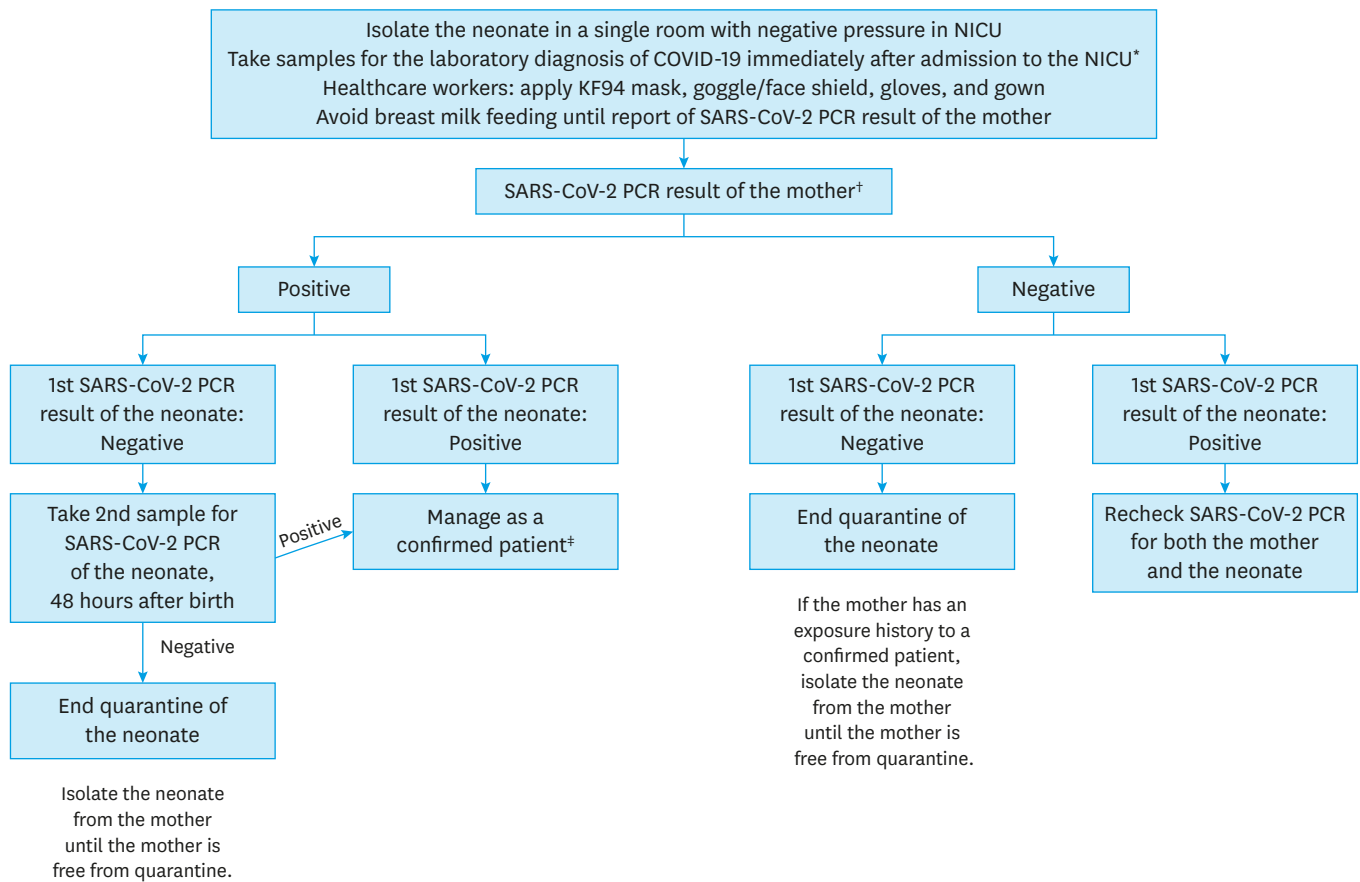 Isolate the neonate in a single room with negative pressure in NICU
Take samples for the laboratory diagnosis of COVID-19 immediately after admission to the NICU*
Healthcare workers: apply KF94 mask, goggle/face shield, gloves, and gown
Avoid breast milk feeding until report of SARS-CoV-2 PCR result of the mother
SARS-CoV-2 PCR result of the mother†
Positive
Negative
1st SARS-CoV-2 PCR
result of the neonate:
Negative
1st SARS-CoV-2 PCR
result of the neonate:
Positive
1st SARS-CoV-2 PCR
result of the neonate:
Negative
1st SARS-CoV-2 PCR
result of the neonate:
Positive
Take 2nd sample for
SARS-CoV-2 PCR
of the neonate,
48 hours after birth
Positive
Manage as a
confirmed patient‡
End quarantine of
the neonate
Recheck SARS-CoV-2 PCR
for both the mother
and the neonate
Negative
If the mother has an
exposure history to a
confirmed patient,
isolate the neonate
from the mother
until the mother is
free from quarantine.
End quarantine of
the neonate
Isolate the neonate
from the mother
until the mother is
free from quarantine.